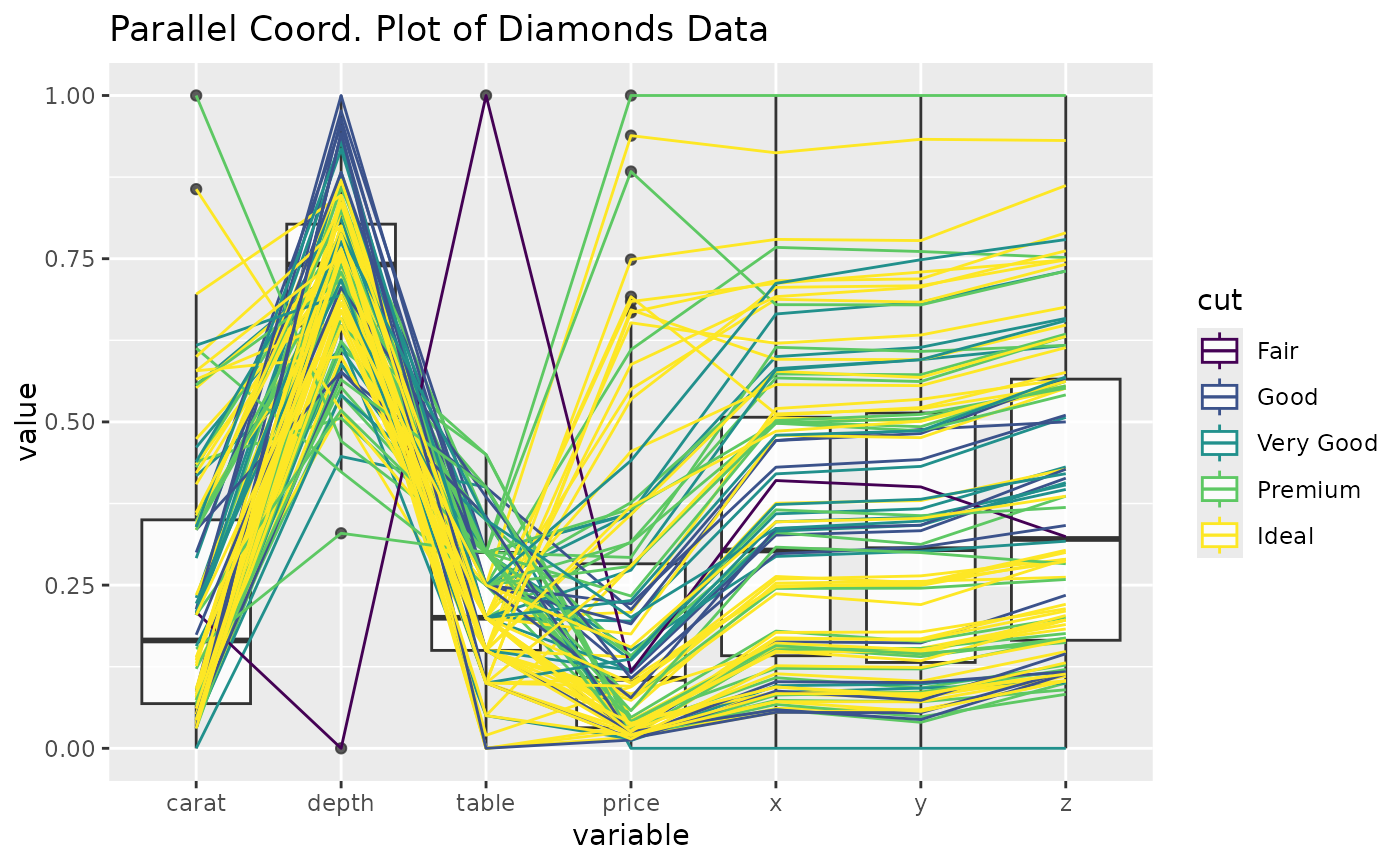 Parallel Coord. Plot of Diamonds Data
1.00
0.75
0.50
0.25
0.00
value
carat depth table price x y z
variable
cut
Fair
Good
Very Good
Premium
Ideal